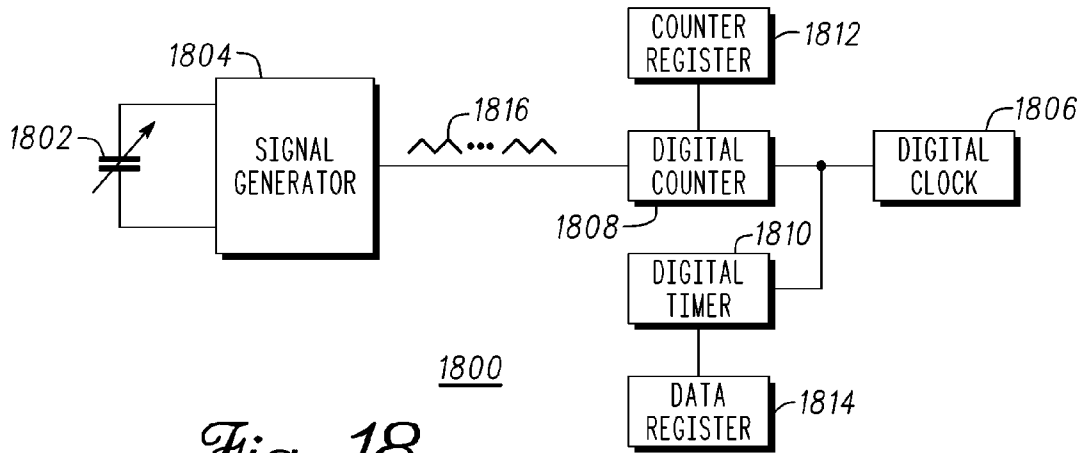 COUNTER
REGISTER
1812
1804
1816
1806
1802
SIGNAL
GENERATOR
DIGITAL
COUNTER
DIGITAL
CLOCK
1808
1810
DIGITAL
TIMER
1800
DATA
REGISTER
1814
Fig. 18